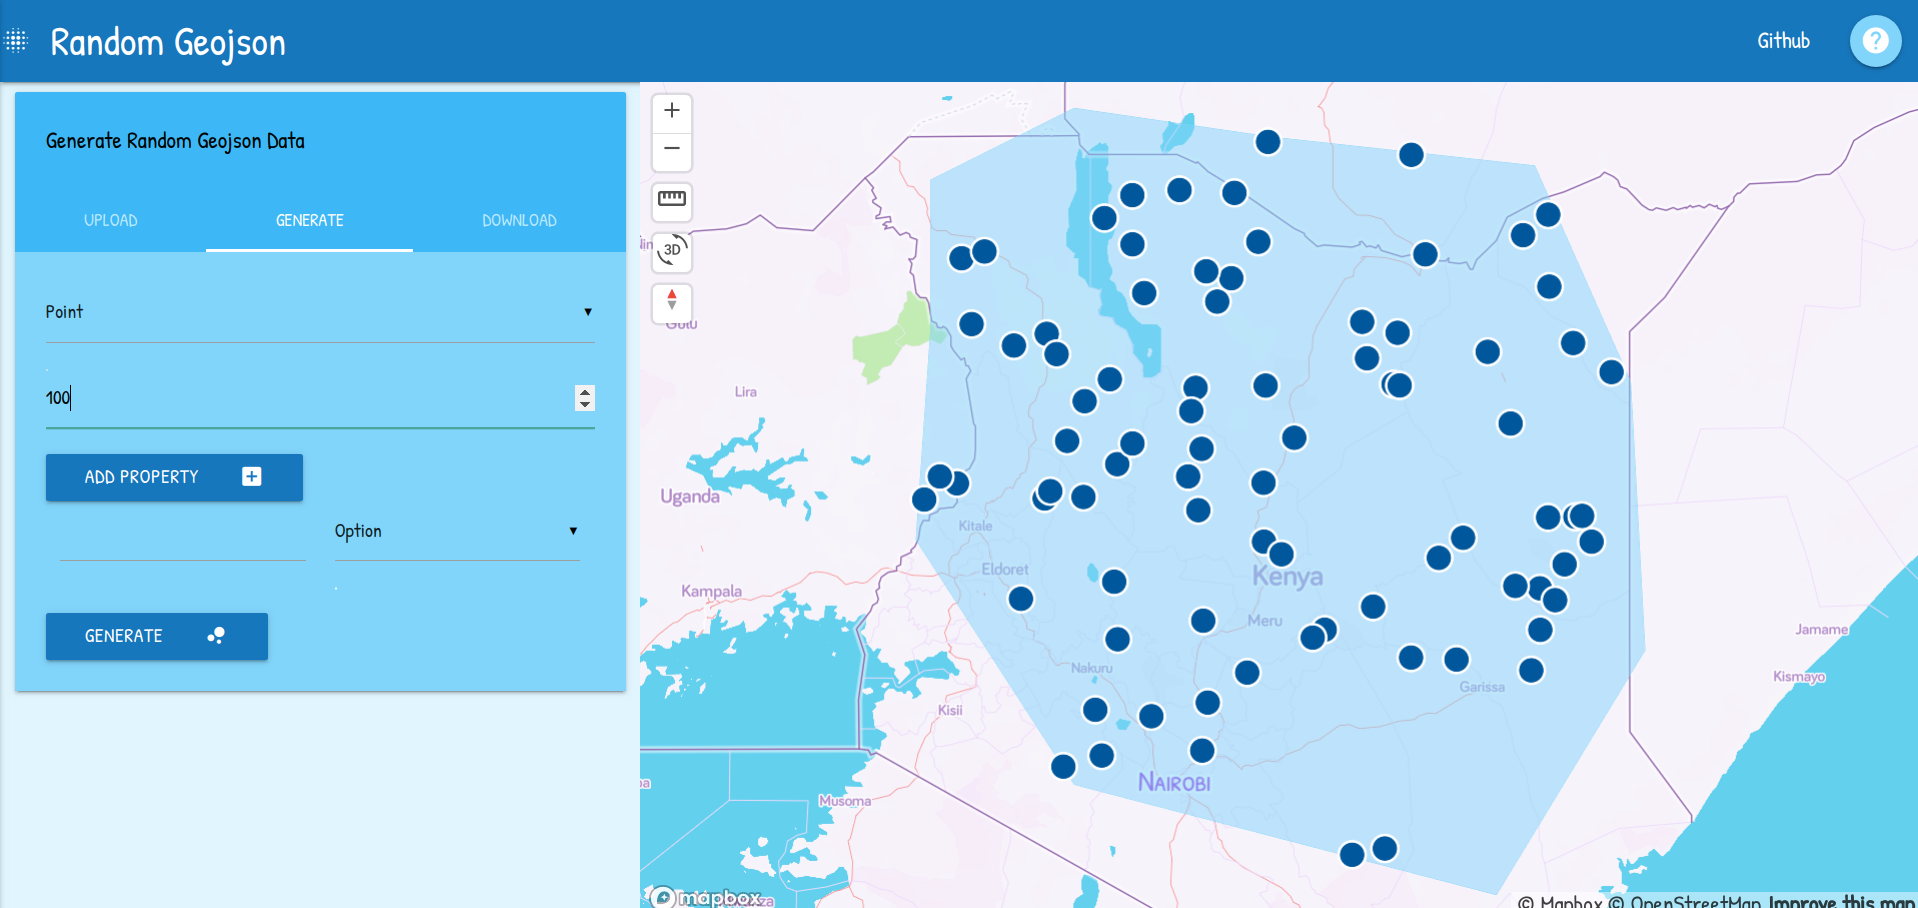 Random Geojson
Github
Generate Random Geojson Data
UPLOAD
GENERATE
DOWNLOAD
Point
100
ADD PROPERTY
Option
GENERATE
3D
Gulu
Lira
Uganda
Kitale
Eldoret
Kenya
Kampala
Meru
Jamame
Nakuru
Kismayo
Garissa
Kisii
NAIROBI
Musoma
mapbox
© Mapbox © OpenStreetMap Improve this map